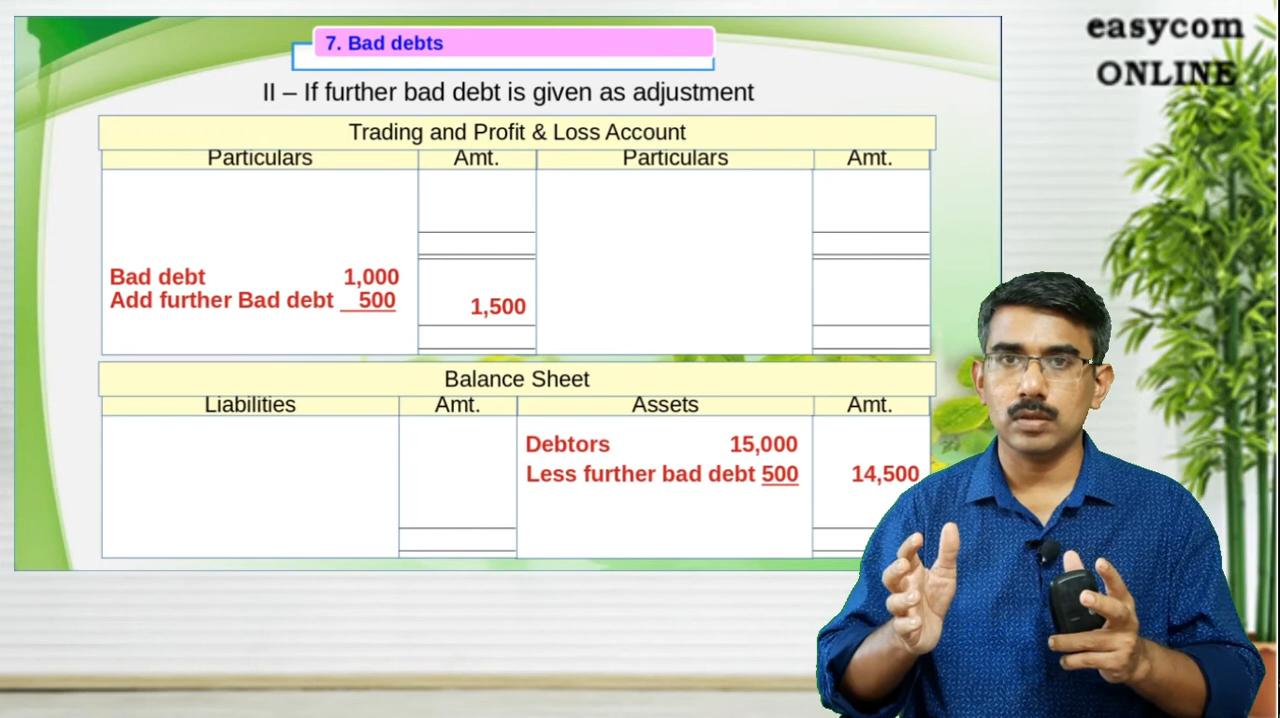 easycom
ONLINE
7. Bad debts
II – If further bad debt is given as adjustment
Trading and Profit & Loss Account
Particulars Amt. Particulars Amt.
Bad debt 1,000
Add further Bad debt 500 1,500
Balance Sheet
Liabilities Amt. Assets Amt.
Debtors 15,000
Less further bad debt 500 14,500